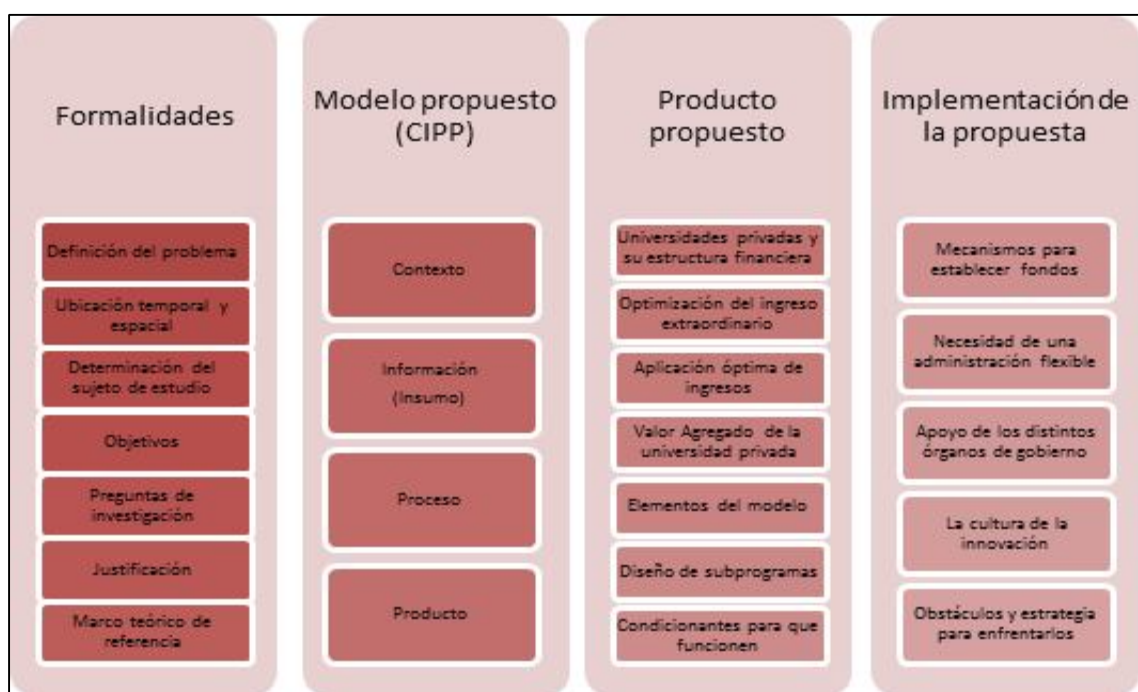 Formalidades
Definición del problema
Ubicación temporal y
espacial
Determinación del
sujeto de estudio
Objetivos
Preguntas de
investigación
Justificación
Marco teórico de
referencia
Modelo propuesto
(CIPP)
Contexto
Información
(Insumo)
Proceso
Producto
Producto
propuesto
Universidades privadas y
su estructura financiera
Optimización del ingreso
extraordinario
Aplicación óptima de
ingresos
Valor Agregado de la
universidad privada
Elementos del modelo
Diseño de subprogramas
Condicionantes para que
funcionen
Implementación de
la propuesta
Mecanismos para
establecer fondos
Necesidad de una
administración flexible
Apoyo de los distintos
órganos de gobierno
La cultura de la
innovación
Obstáculos y estrategia
para enfrentarlos